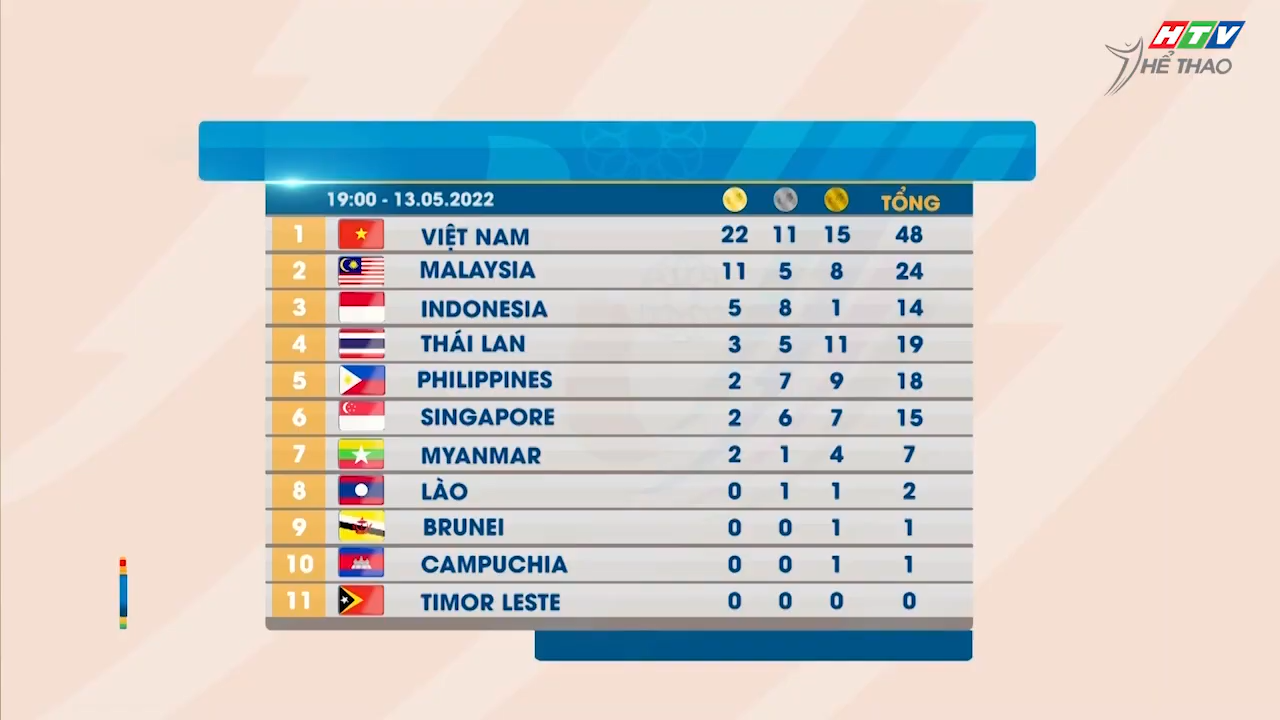 HTV
THỂ THAO
19:00 - 13.05.2022 TỔNG
1 VIỆT NAM 22 11 15 48
2 MALAYSIA 11 5 8 24
3 INDONESIA 5 8 1 14
4 THÁI LAN 3 5 11 19
5 PHILIPPINES 2 7 9 18
6 SINGAPORE 2 6 7 15
7 MYANMAR 2 1 4 7
8 LÀO 0 1 1 2
9 BRUNEI 0 0 1 1
10 CAMPUCHIA 0 0 1 1
11 TIMOR LESTE 0 0 0 0